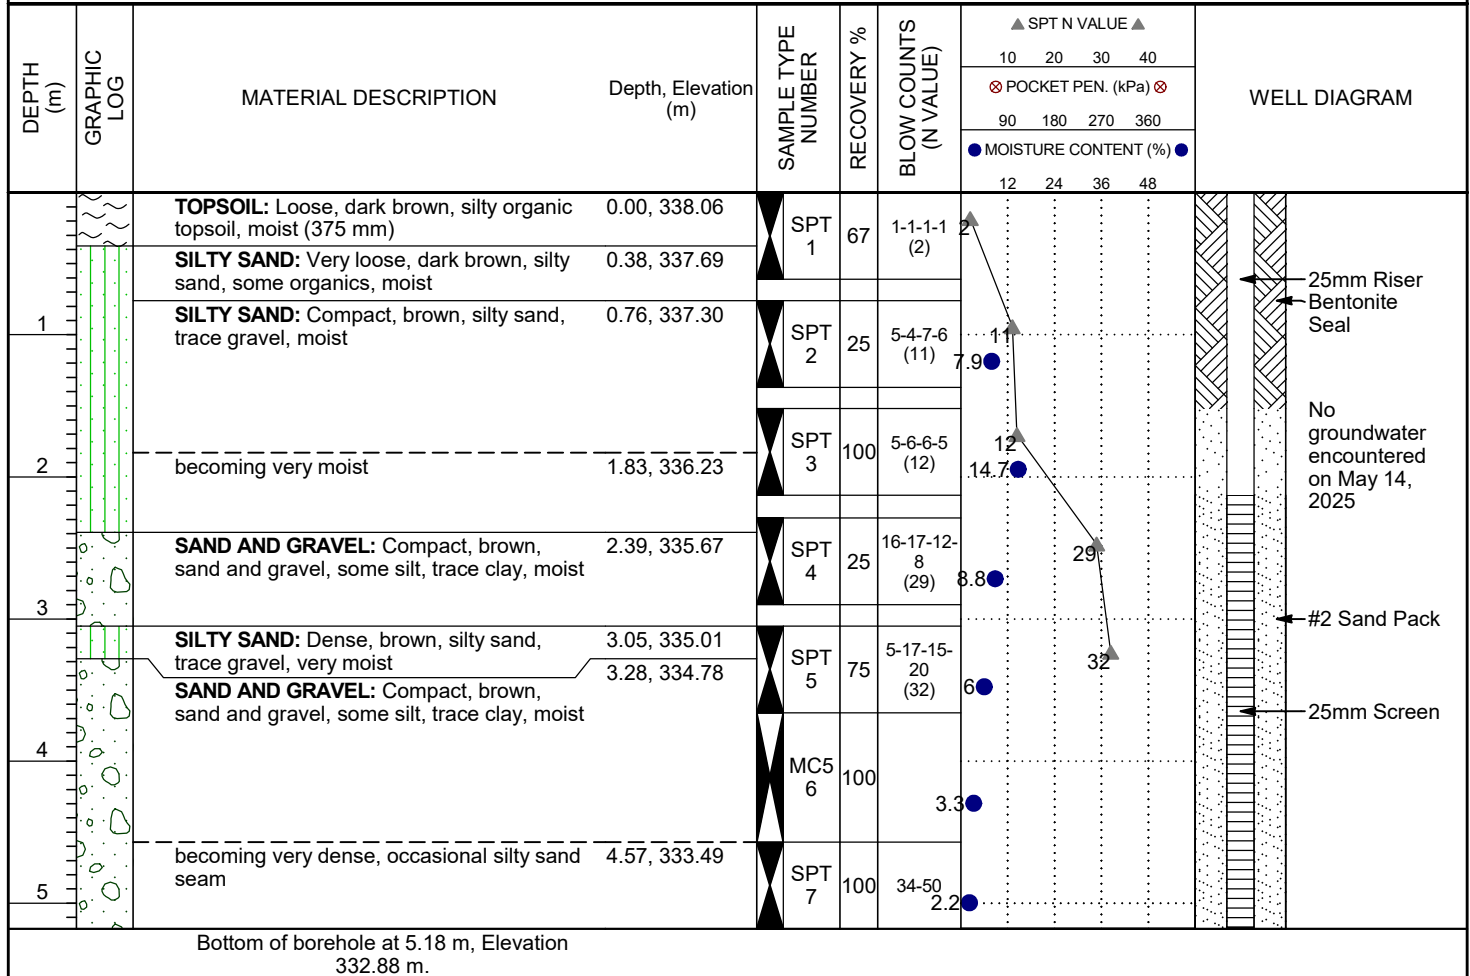 DEPTH
(m)
GRAPHIC
LOG
MATERIAL DESCRIPTION
Depth, Elevation
(m)
SAMPLE TYPE
NUMBER
RECOVERY %
BLOW COUNTS
(N VALUE)
SPT N VALUE
10 20 30 40
POCKET PEN. (kPa)
90 180 270 360
MOISTURE CONTENT (%)
12 24 36 48
WELL DIAGRAM
TOPSOIL: Loose, dark brown, silty organic
topsoil, moist (375 mm)
0.00, 338.06
SPT
1
67
1-1-1-1
(2)
2
SILTY SAND: Very loose, dark brown, silty
sand, some organics, moist
0.38, 337.69
25mm Riser
Bentonite
Seal
1
SILTY SAND: Compact, brown, silty sand,
trace gravel, moist
0.76, 337.30
SPT
2
25
5-4-7-6
(11)
11
7.9
No
groundwater
encountered
on May 14,
2025
SPT
3
100
5-6-6-5
(12)
12
14.7
2
becoming very moist
1.83, 336.23
SAND AND GRAVEL: Compact, brown,
sand and gravel, some silt, trace clay, moist
2.39, 335.67
SPT
4
25
16-17-12-
8
(29)
29
8.8
3
#2 Sand Pack
SILTY SAND: Dense, brown, silty sand,
trace gravel, very moist
3.05, 335.01
SPT
5
75
5-17-15-
20
(32)
32
6
3.28, 334.78
SAND AND GRAVEL: Compact, brown,
sand and gravel, some silt, trace clay, moist
25mm Screen
4
MC5
6
100
3.3
becoming very dense, occasional silty sand
seam
4.57, 333.49
SPT
7
100
34-50
2.2
5
Bottom of borehole at 5.18 m, Elevation
332.88 m.